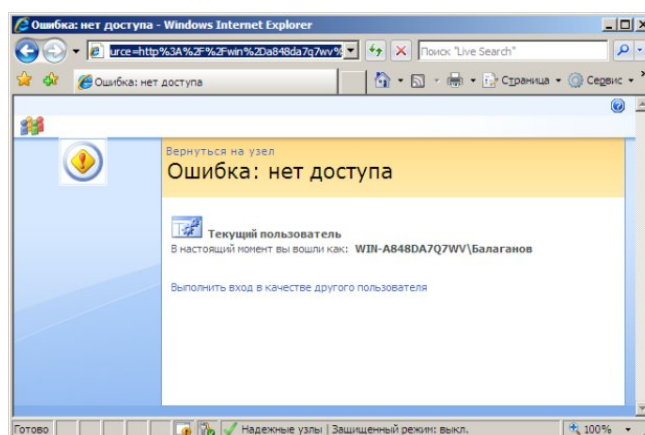 Ошибка: нет доступа - Windows Internet Explorer
urce=http%3A%2F%2Fwin%2Da848da7q7wv%
Поиск "Live Search"
Ошибка: нет доступа
Страница
Сервис
Вернуться на узел
Ошибка: нет доступа
Текущий пользователь
В настоящий момент вы вошли как: WIN-A848DA7Q7WV\Балаганов
Выполнить вход в качестве другого пользователя
Готово
Надежные узлы | Защищенный режим: выкл.
100%